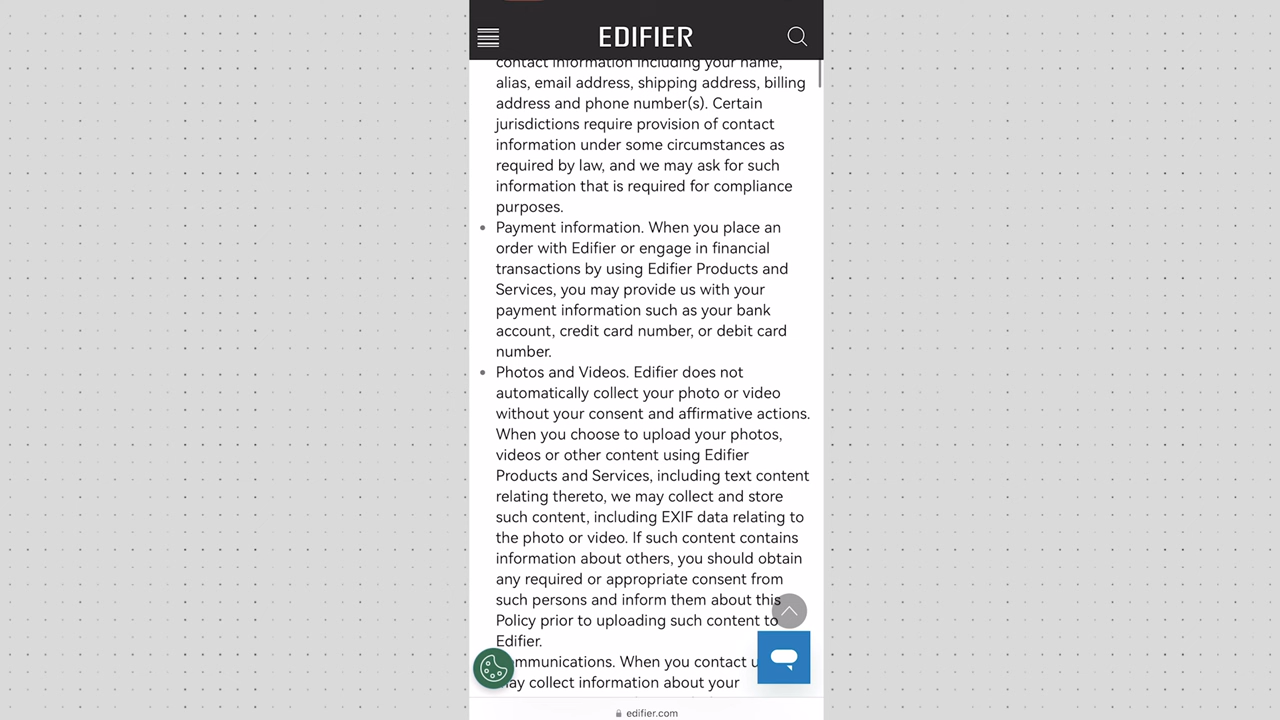 EDIFIER
contact information including your name,
alias, email address, shipping address, billing
address and phone number(s). Certain
jurisdictions require provision of contact
information under some circumstances as
required by law, and we may ask for such
information that is required for compliance
purposes.
Payment information. When you place an
order with Edifier or engage in financial
transactions by using Edifier Products and
Services, you may provide us with your
payment information such as your bank
account, credit card number, or debit card
number.
Photos and Videos. Edifier does not
automatically collect your photo or video
without your consent and affirmative actions.
When you choose to upload your photos,
videos or other content using Edifier
Products and Services, including text content
relating thereto, we may collect and store
such content, including EXIF data relating to
the photo or video. If such content contains
information about others, you should obtain
any required or appropriate consent from
such persons and inform them about this
Policy prior to uploading such content to
Edifier.
mmunications. When you contact u
may collect information about your
edifier.com